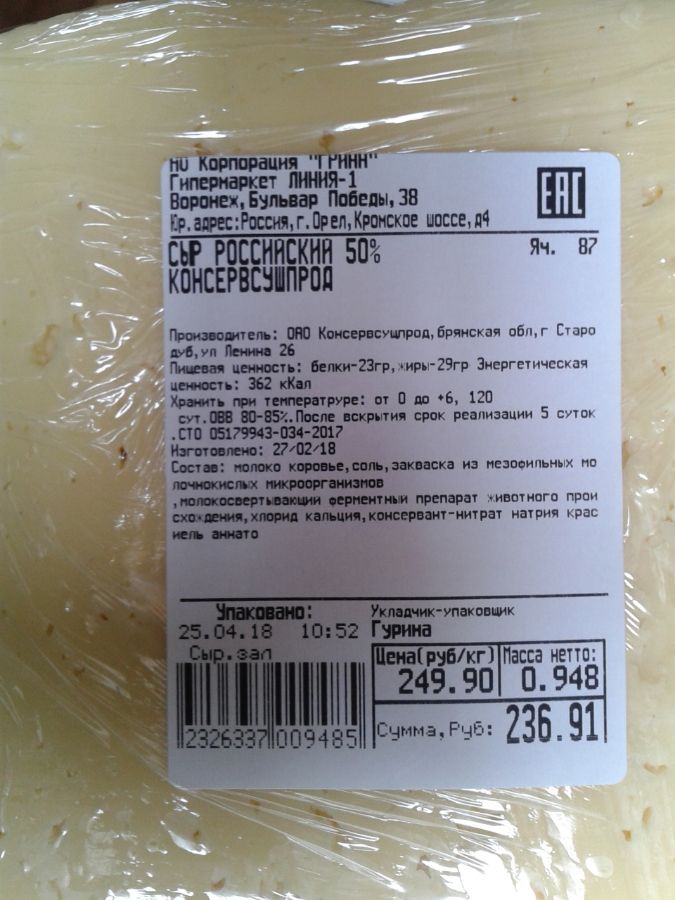 НО Корпорация "ГРИНН"
Гипермаркет ЛИНИЯ-1
Воронеж, Бульвар Победы, 38
Юр. адрес:Россия, г. Орел, Кромское шоссе, д4
EAC
СЫР РОССИЙСКИЙ 50%
Яч. 87
КОНСЕРВСУШПРОД
Производитель: ОАО Консервсушпрод, брянская обл, г Старо
дуб, ул Ленина 26
Пищевая ценность: белки-23гр, жиры-29гр Энергетическая
ценность: 362 кКал
Хранить при температруре: от 0 до +6, 120
сут.ОВВ 80-85%.После вскрытия срок реализации 5 суток
.СТО 05179943-034-2017
Изготовлено: 27/02/18
Состав: молоко коровье, соль, закваска из мезофильных мо
лочнокислых микроорганизмов
, молокосвертывающий ферментный препарат животного прои
схождения, хлорид кальция, консервант-нитрат натрия крас
иель аннато
Упаковано:
Укладчик-упаковщик
25.04.18 10:52 Гурина
Сыр. зал
Цена(руб/кг) Масса нетто:
249.90 0.948
Сумма, Руб: 236.91
2326337 009485